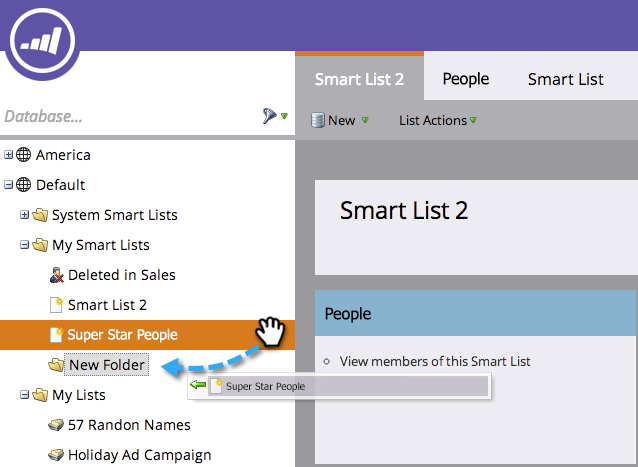 Smart List 2
People
Smart List
Database...
New
List Actions
America
Default
System Smart Lists
My Smart Lists
Deleted in Sales
Smart List 2
Super Star People
New Folder
Super Star People
My Lists
57 Randon Names
Holiday Ad Campaign
Smart List 2
People
View members of this Smart List